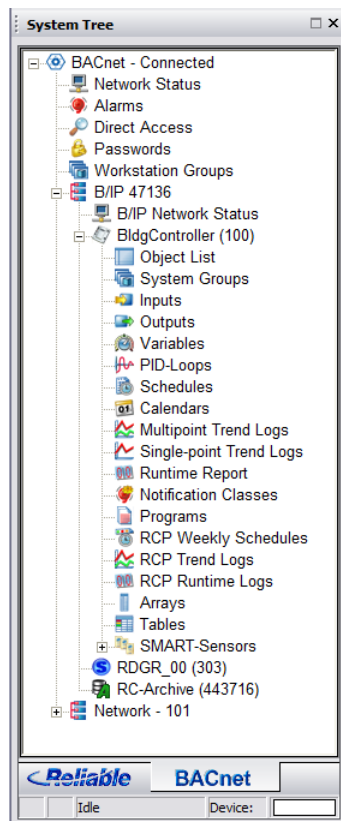 System Tree
BACnet - Connected
Network Status
Alarms
Direct Access
Passwords
Workstation Groups
B/IP 47136
B/IP Network Status
BldgController (100)
Object List
System Groups
Inputs
Outputs
Variables
PID-Loops
Schedules
Calendars
Multipoint Trend Logs
Single-point Trend Logs
Runtime Report
Notification Classes
Programs
RCP Weekly Schedules
RCP Trend Logs
RCP Runtime Logs
Arrays
Tables
SMART-Sensors
RDGR_00 (303)
RC-Archive (443716)
Network - 101
Reliable BACnet
Idle Device: